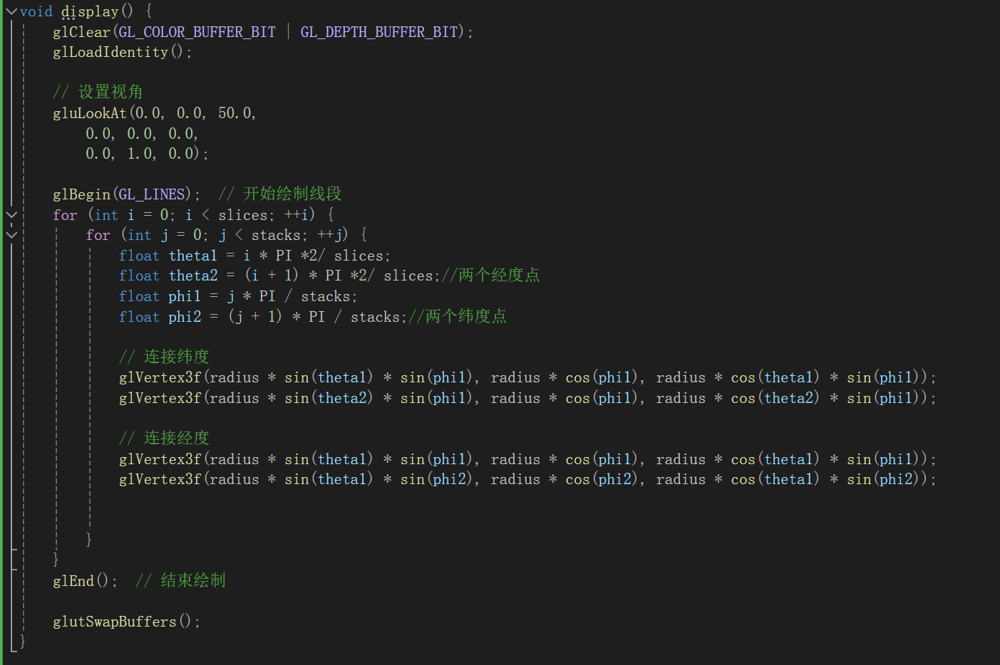 void display() {
glClear(GL_COLOR_BUFFER_BIT | GL_DEPTH_BUFFER_BIT);
glLoadIdentity();
// 设置视角
gluLookAt(0.0, 0.0, 50.0,
0.0, 0.0, 0.0,
0.0, 1.0, 0.0);
glBegin(GL_LINES);  // 开始绘制线段
for (int i = 0; i < slices; ++i) {
for (int j = 0; j < stacks; ++j) {
float theta1 = i * PI *2/ slices;
float theta2 = (i + 1) * PI *2/ slices;//两个经度点
float phi1 = j * PI / stacks;
float phi2 = (j + 1) * PI / stacks;//两个纬度点
// 连接纬度
glVertex3f(radius * sin(theta1) * sin(phi1), radius * cos(phi1), radius * cos(theta1) * sin(phi1));
glVertex3f(radius * sin(theta2) * sin(phi1), radius * cos(phi1), radius * cos(theta2) * sin(phi1));
// 连接经度
glVertex3f(radius * sin(theta1) * sin(phi1), radius * cos(phi1), radius * cos(theta1) * sin(phi1));
glVertex3f(radius * sin(theta1) * sin(phi2), radius * cos(phi2), radius * cos(theta1) * sin(phi2));
}
}
glEnd();  // 结束绘制
glutSwapBuffers();
}